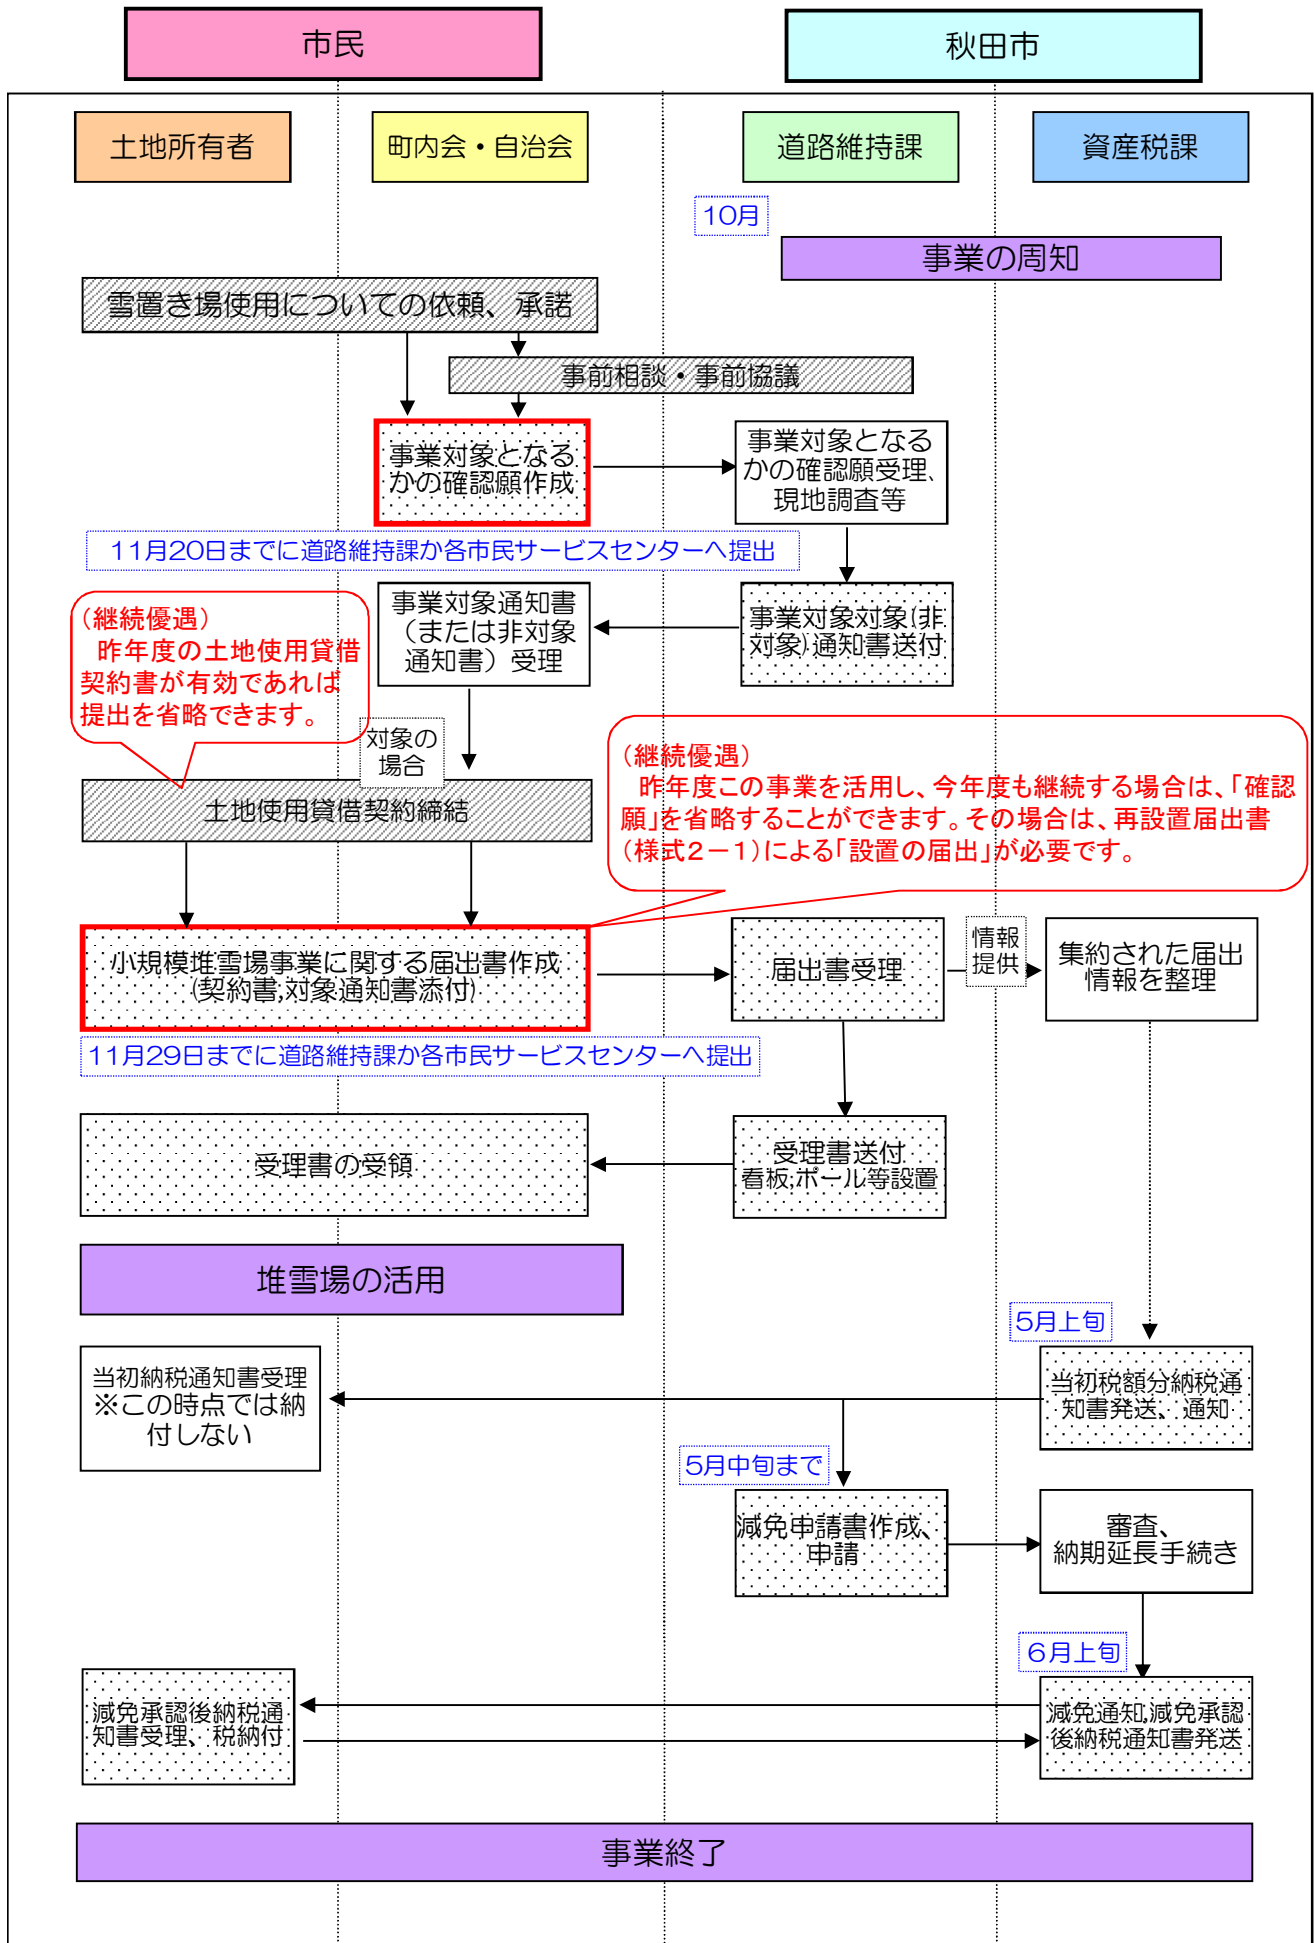 市民
秋田市
土地所有者
町内会・自治会
道路維持課
資産税課
10月
事業の周知
雪置き場使用についての依頼、承諾
事前相談・事前協議
事業対象となる
かの確認願作成
事業対象となる
かの確認願受理、
現地調査等
11月20日までに道路維持課か各市民サービスセンターへ提出
(継続優遇)
昨年度の土地使用貸借
契約書が有効であれば
提出を省略できます。
事業対象通知書
(または非対象
通知書)受理
事業対象対象(非
対象)通知書送付
対象の
場合
土地使用貸借契約締結
(継続優遇)
昨年度この事業を活用し、今年度も継続する場合は、「確認
願」を省略することができます。その場合は、再設置届出書
(様式2-1)による「設置の届出」が必要です。
小規模堆雪場事業に関する届出書作成
(契約書,対象通知書添付)
届出書受理
情報
提供
集約された届出
情報を整理
11月29日までに道路維持課か各市民サービスセンターへ提出
受理書の受領
受理書送付
看板,ポール等設置
堆雪場の活用
5月上旬
当初納税通知書受理
※この時点では納
付しない
当初税額分納税通
知書発送、通知
5月中旬まで
減免申請書作成、
申請
審査、
納期延長手続き
6月上旬
減免承認後納税通
知書受理、税納付
減免通知,減免承認
後納税通知書発送
事業終了